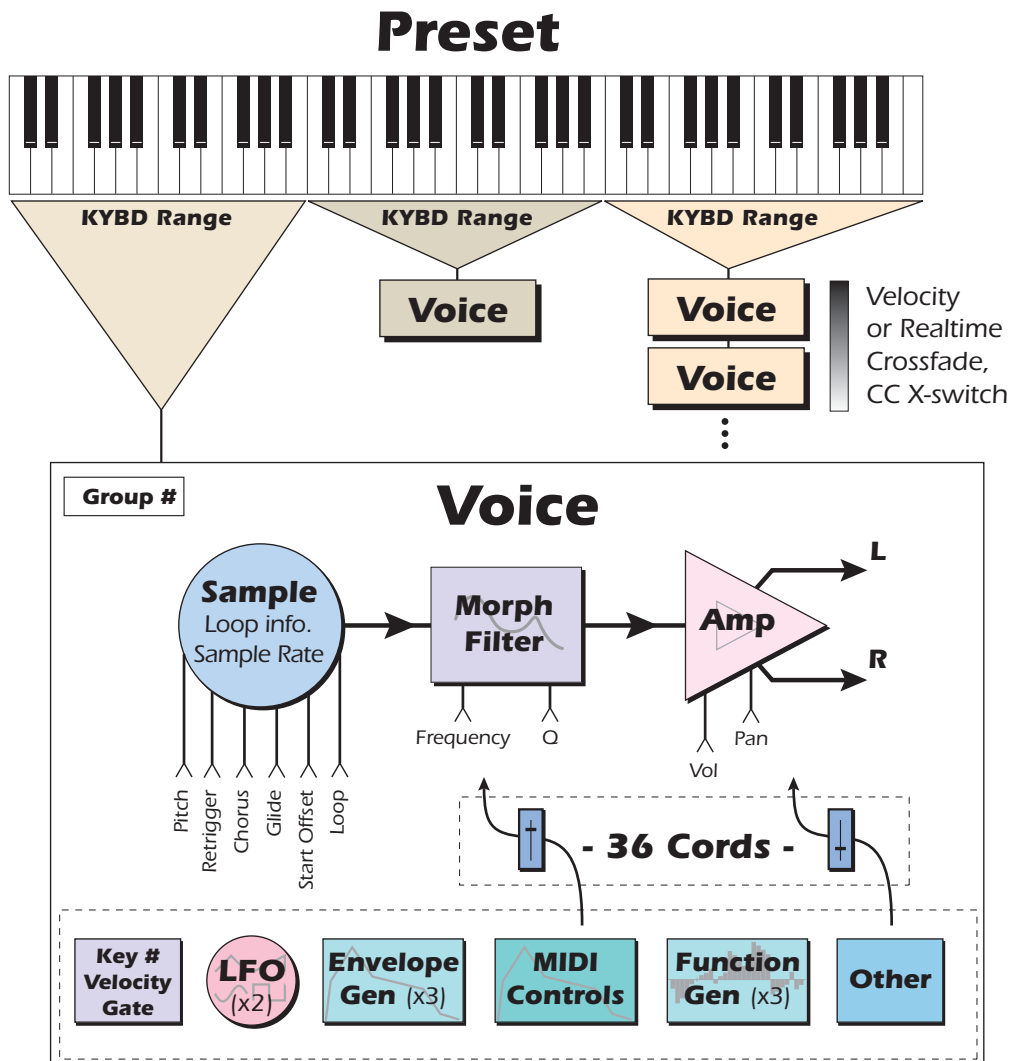 Preset
KYBD Range
KYBD Range
KYBD Range
Voice
Voice
Voice
Velocity
or Realtime
Crossfade,
CC X-switch
Group #
Voice
Sample
Loop info.
Sample Rate
Morph
Filter
Amp
L
R
Frequency
Q
Vol
Pan
Pitch
Retrigger
Chorus
Glide
Start Offset
Loop
- 36 Cords -
Key #
Velocity
Gate
LFO
(x2)
Envelope
Gen (x3)
MIDI
Controls
Function
Gen (x3)
Other